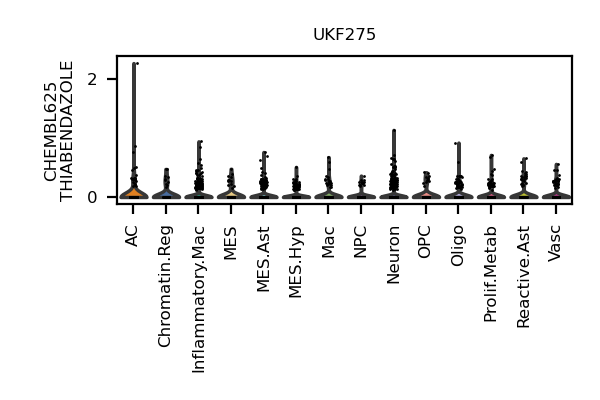 UKF275
CHEMBL625
THIABENDAZOLE
2
0
AC
Chromatin.Reg
Inflammatory.Mac
MES
MES.Ast
MES.Hyp
Mac
NPC
Neuron
OPC
Oligo
Prolif.Metab
Reactive.Ast
Vasc